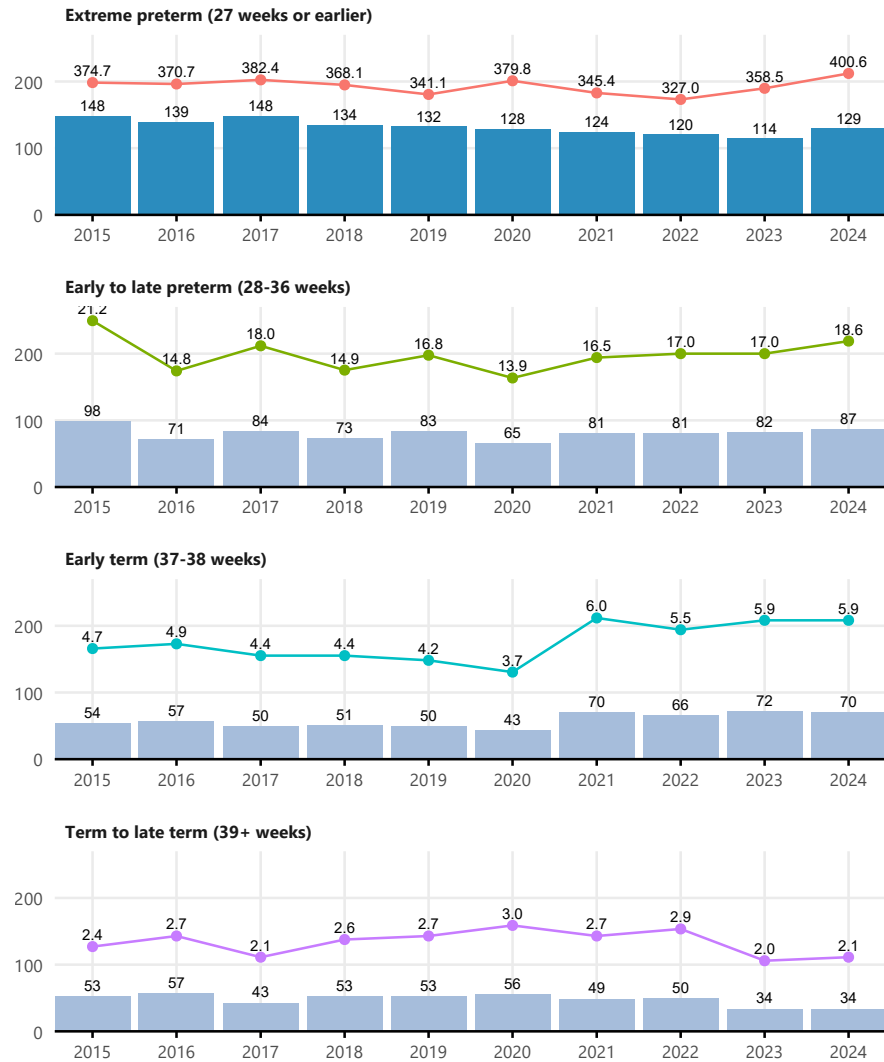 Extreme preterm (27 weeks or earlier)
374.7 370.7 382.4 368.1 341.1 379.8 345.4 327.0 358.5 400.6
200
148 139 148 134 132 128 124 120 114 129
100
0
2015 2016 2017 2018 2019 2020 2021 2022 2023 2024
Early to late preterm (28-36 weeks)
21.2 14.8 18.0 14.9 16.8 13.9 16.5 17.0 17.0 18.6
200
98 71 84 73 83 65 81 81 82 87
100
0
2015 2016 2017 2018 2019 2020 2021 2022 2023 2024
Early term (37-38 weeks)
4.7 4.9 4.4 4.4 4.2 3.7 6.0 5.5 5.9 5.9
200
54 57 50 51 50 43 70 66 72 70
100
0
2015 2016 2017 2018 2019 2020 2021 2022 2023 2024
Term to late term (39+ weeks)
200
2.4 2.7 2.1 2.6 2.7 3.0 2.7 2.9 2.0 2.1
100
53 57 43 53 53 56 49 50 34 34
0
2015 2016 2017 2018 2019 2020 2021 2022 2023 2024